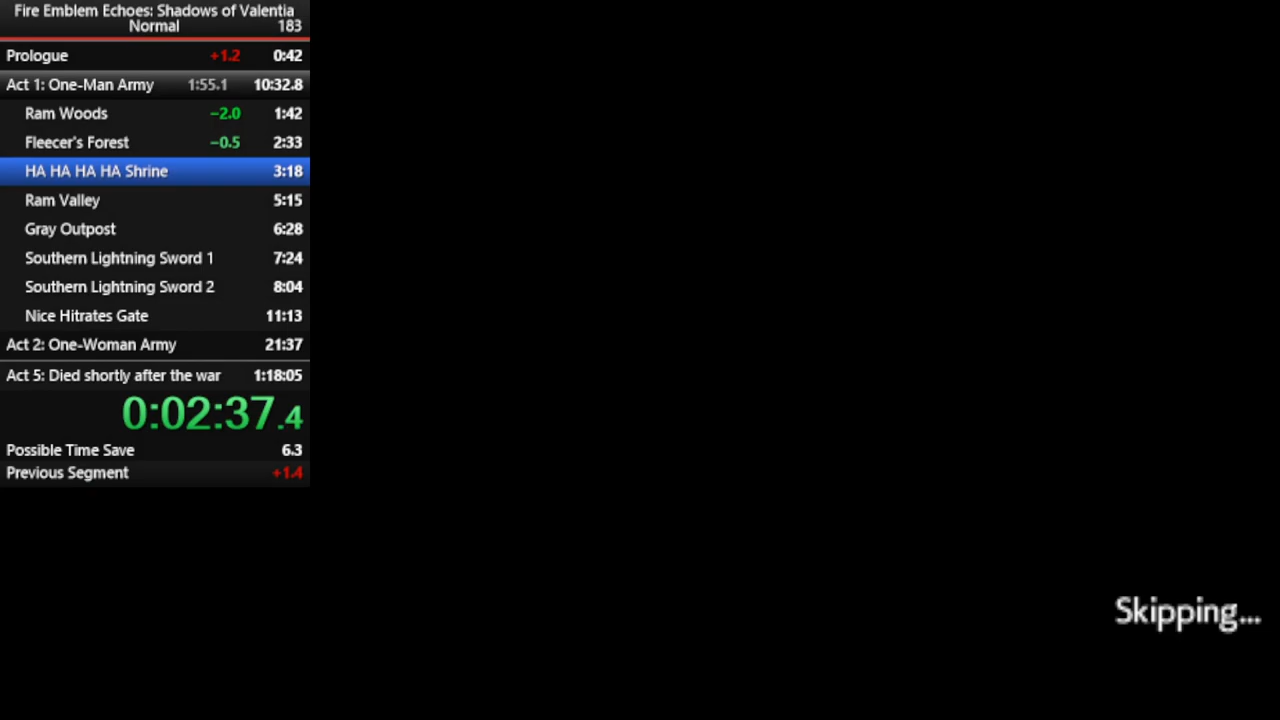 Fire Emblem Echoes: Shadows of Valentia
Normal 183
Prologue +1.2 0:42
Act 1: One-Man Army 1:55.1 10:32.8
Ram Woods −2.0 1:42
Fleecer's Forest −0.5 2:33
HA HA HA HA Shrine 3:18
Ram Valley 5:15
Gray Outpost 6:28
Southern Lightning Sword 1 7:24
Southern Lightning Sword 2 8:04
Nice Hitrates Gate 11:13
Act 2: One-Woman Army 21:37
Act 5: Died shortly after the war 1:18:05
0:02:37.4
Possible Time Save 6.3
Previous Segment +1.4
Skipping...